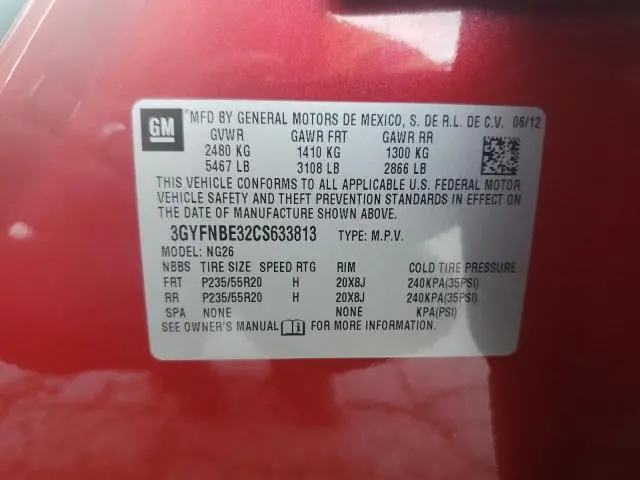 GM
MFD BY GENERAL MOTORS DE MEXICO, S. DE R.L. DE C.V. 06/12
GVWR GAWR FRT GAWR RR
2480 KG 1410 KG 1300 KG
5467 LB 3108 LB 2866 LB
THIS VEHICLE CONFORMS TO ALL APPLICABLE U.S. FEDERAL MOTOR
VEHICLE SAFETY AND THEFT PREVENTION STANDARDS IN EFFECT ON
THE DATE OF MANUFACTURE SHOWN ABOVE.
3GYFNBE32CS633813 TYPE: M.P.V.
MODEL: NG26
NBBS TIRE SIZE SPEED RTG RIM COLD TIRE PRESSURE
FRT P235/55R20 H 20X8J 240KPA(35PSI)
RR P235/55R20 H 20X8J 240KPA(35PSI)
SPA NONE NONE KPA(PSI)
SEE OWNER'S MANUAL FOR MORE INFORMATION.